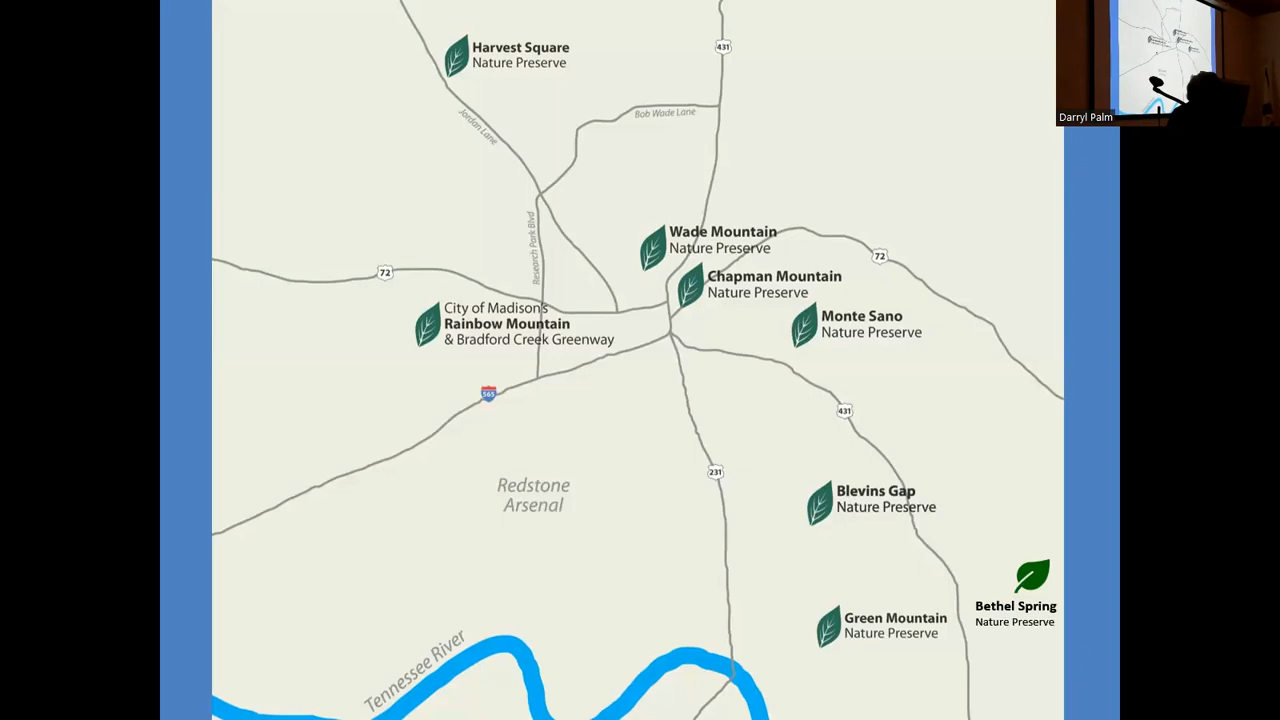 Harvest Square
Nature Preserve
431
Jordan Lane
Bob Wade Lane
Research Park Blvd
Wade Mountain
Nature Preserve
72
72
Chapman Mountain
Nature Preserve
City of Madison's
Rainbow Mountain
& Bradford Creek Greenway
Monte Sano
Nature Preserve
565
431
231
Redstone
Arsenal
Blevins Gap
Nature Preserve
Bethel Spring
Nature Preserve
Green Mountain
Nature Preserve
Tennessee River
Darryl Palm